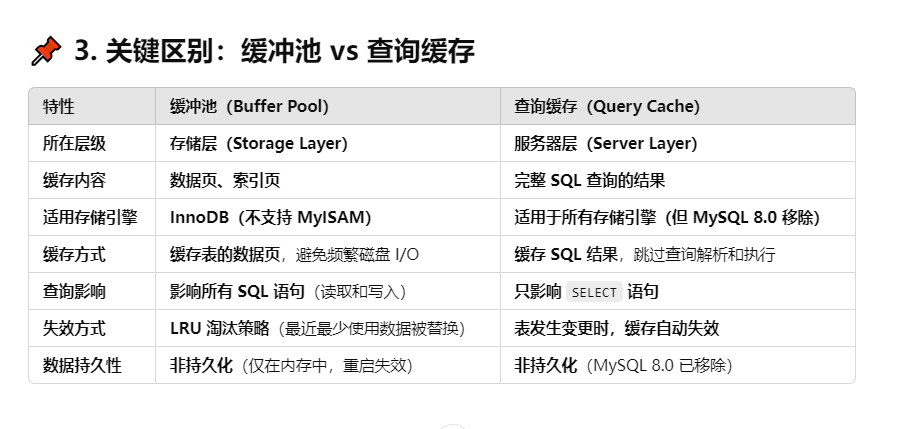 📌 3. 关键区别：缓冲池 vs 查询缓存
特性 缓冲池（Buffer Pool） 查询缓存（Query Cache）
所在层级 存储层（Storage Layer） 服务器层（Server Layer）
缓存内容 数据页、索引页 完整 SQL 查询的结果
适用存储引擎 InnoDB（不支持 MyISAM） 适用于所有存储引擎（但 MySQL 8.0 移除）
缓存方式 缓存表的数据页，避免频繁磁盘 I/O 缓存 SQL 结果，跳过查询解析和执行
查询影响 影响所有 SQL 语句（读取和写入） 只影响 SELECT 语句
失效方式 LRU 淘汰策略（最近最少使用数据被替换） 表发生变更时，缓存自动失效
数据持久性 非持久化（仅在内存中，重启失效） 非持久化（MySQL 8.0 已移除）